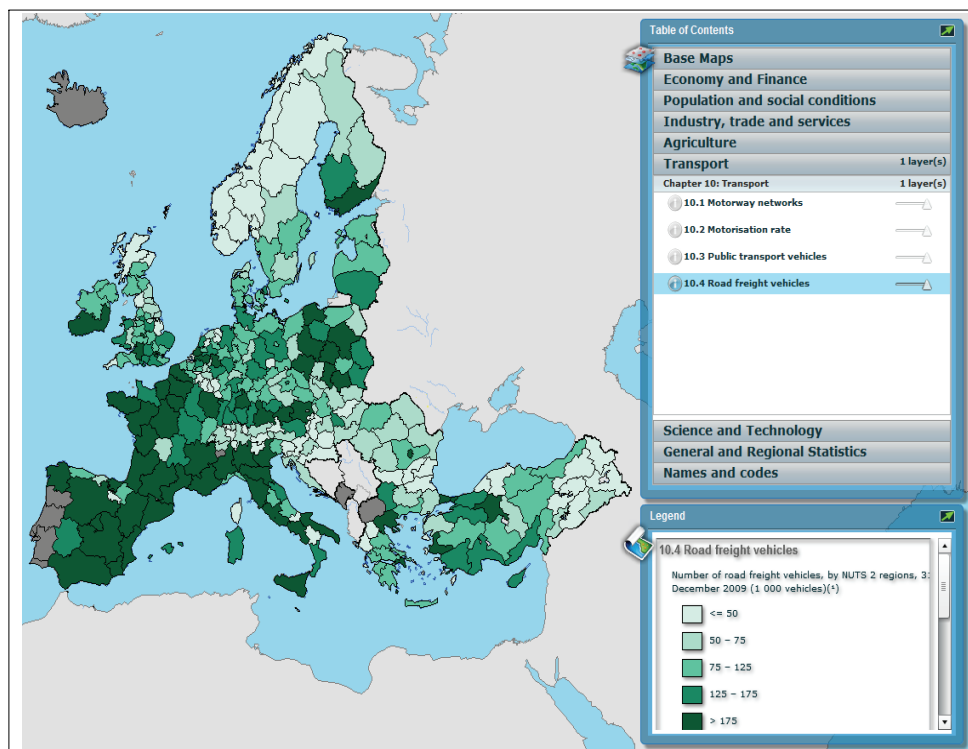 Table of Contents
Base Maps
Economy and Finance
Population and social conditions
Industry, trade and services
Agriculture
Transport 1 layer(s)
Chapter 10: Transport 1 layer(s)
10.1 Motorway networks
10.2 Motorisation rate
10.3 Public transport vehicles
10.4 Road freight vehicles
Science and Technology
General and Regional Statistics
Names and codes
Legend
10.4 Road freight vehicles
Number of road freight vehicles, by NUTS 2 regions, 31
December 2009 (1 000 vehicles)(¹)
<= 50
50 – 75
75 – 125
125 – 175
> 175